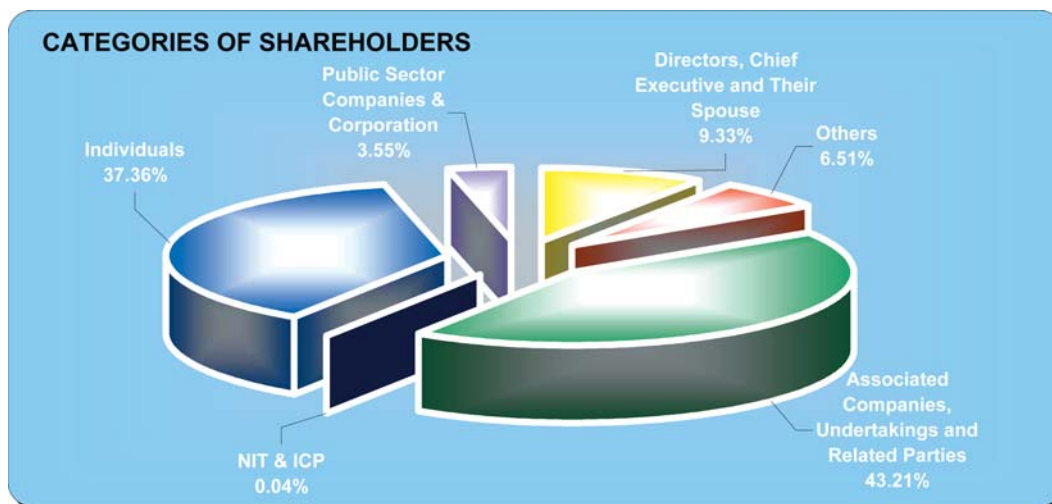 CATEGORIES OF SHAREHOLDERS
Public Sector
Companies &
Corporation
3.55%
Directors, Chief
Executive and Their
Spouse
9.33%
Others
6.51%
Individuals
37.36%
NIT & ICP
0.04%
Associated
Companies,
Undertakings and
Related Parties
43.21%